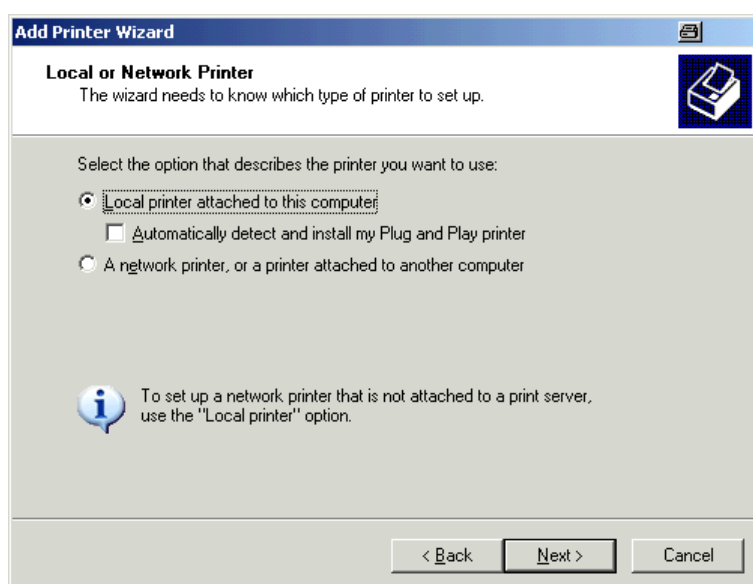 Add Printer Wizard
Local or Network Printer
The wizard needs to know which type of printer to set up.
Select the option that describes the printer you want to use:
Local printer attached to this computer
Automatically detect and install my Plug and Play printer
A network printer, or a printer attached to another computer
To set up a network printer that is not attached to a print server,
use the "Local printer" option.
< Back
Next >
Cancel